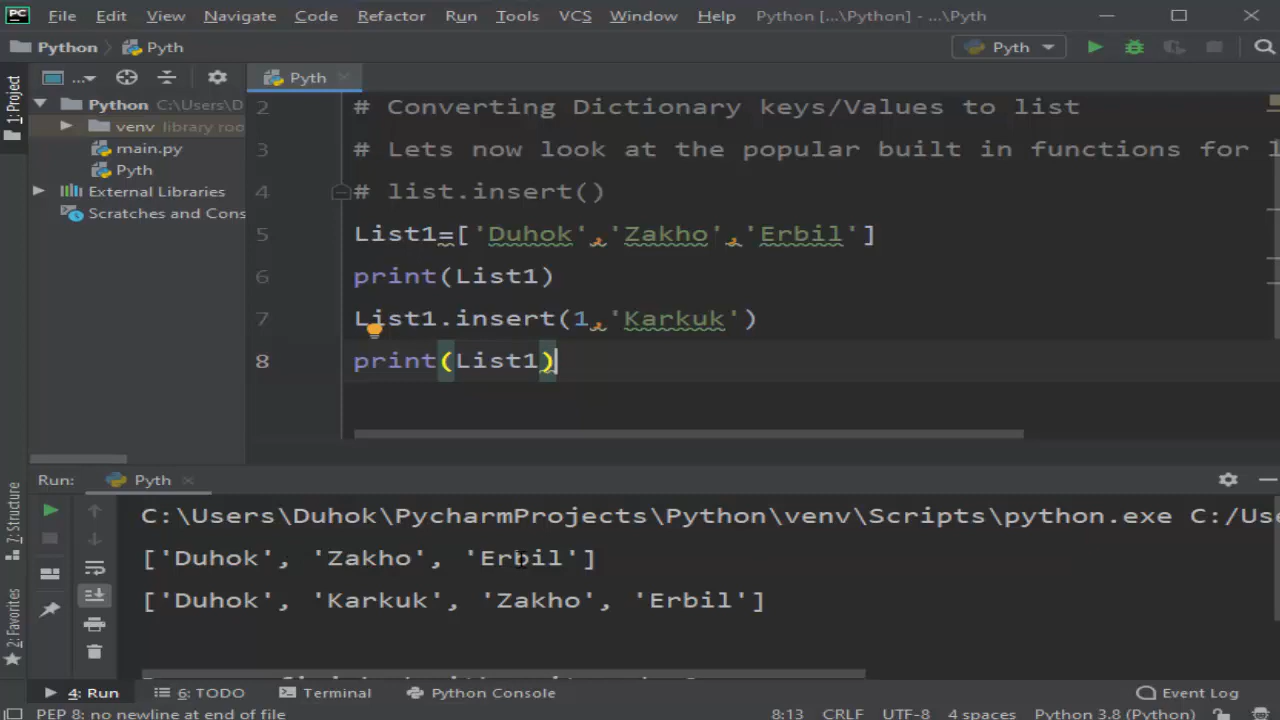 PC File Edit View Navigate Code Refactor Run Tools VCS Window Help Python [...\Python] - ...\Pyth
Python Pyth Pyth
1: Project
...
Pyth
Python C:\Users\D
venv library roo
main.py
Pyth
External Libraries
Scratches and Cons
2 # Converting Dictionary keys/Values to list
3 # Lets now look at the popular built in functions for l
4 # list.insert()
5 List1=['Duhok','Zakho','Erbil']
6 print(List1)
7 List1.insert(1,'Karkuk')
8 print(List1)
Run: Pyth
C:\Users\Duhok\PycharmProjects\Python\venv\Scripts\python.exe C:/Use
['Duhok', 'Zakho', 'Erbil']
['Duhok', 'Karkuk', 'Zakho', 'Erbil']
7: Structure
2: Favorites
4: Run 6: TODO Terminal Python Console Event Log
PEP 8: no newline at end of file 8:13 CRLF UTF-8 4 spaces Python 3.8 (Python)